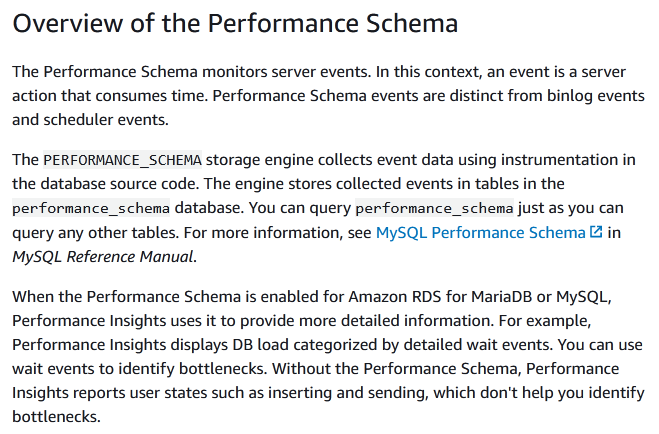 Overview of the Performance Schema
The Performance Schema monitors server events. In this context, an event is a server
action that consumes time. Performance Schema events are distinct from binlog events
and scheduler events.
The PERFORMANCE_SCHEMA storage engine collects event data using instrumentation in
the database source code. The engine stores collected events in tables in the
performance_schema database. You can query performance_schema just as you can
query any other tables. For more information, see MySQL Performance Schema in
MySQL Reference Manual.
When the Performance Schema is enabled for Amazon RDS for MariaDB or MySQL,
Performance Insights uses it to provide more detailed information. For example,
Performance Insights displays DB load categorized by detailed wait events. You can use
wait events to identify bottlenecks. Without the Performance Schema, Performance
Insights reports user states such as inserting and sending, which don't help you identify
bottlenecks.